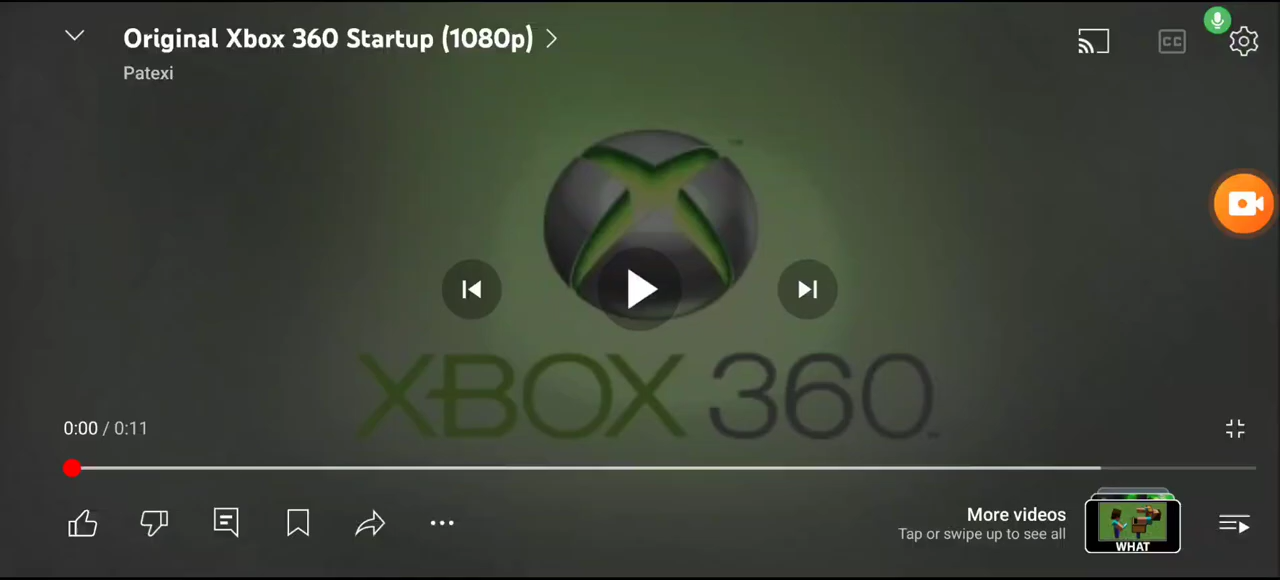 Original Xbox 360 Startup (1080p)
Patexi
CC
XBOX 360
0:00 / 0:11
More videos
Tap or swipe up to see all
WHAT